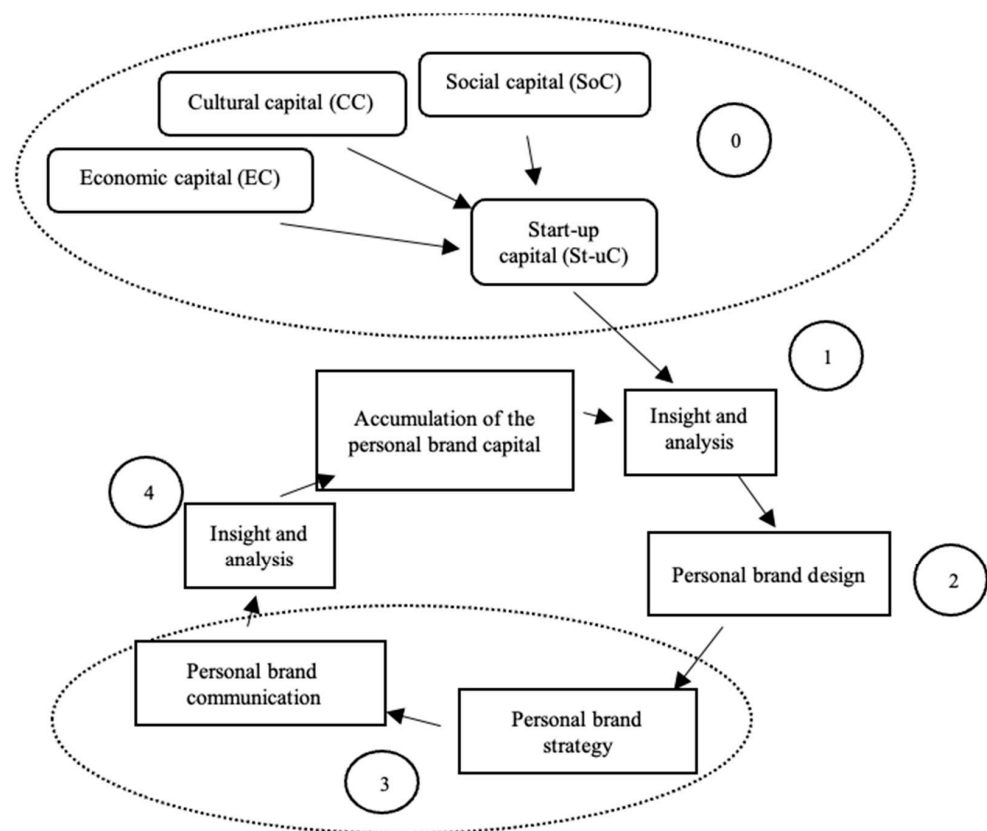 Social capital (SoC)
Cultural capital (CC)
0
Economic capital (EC)
Start-up
capital (St-uC)
1
Accumulation of the
personal brand capital
Insight and
analysis
4
Insight and
analysis
Personal brand design
2
Personal brand
communication
Personal brand
strategy
3